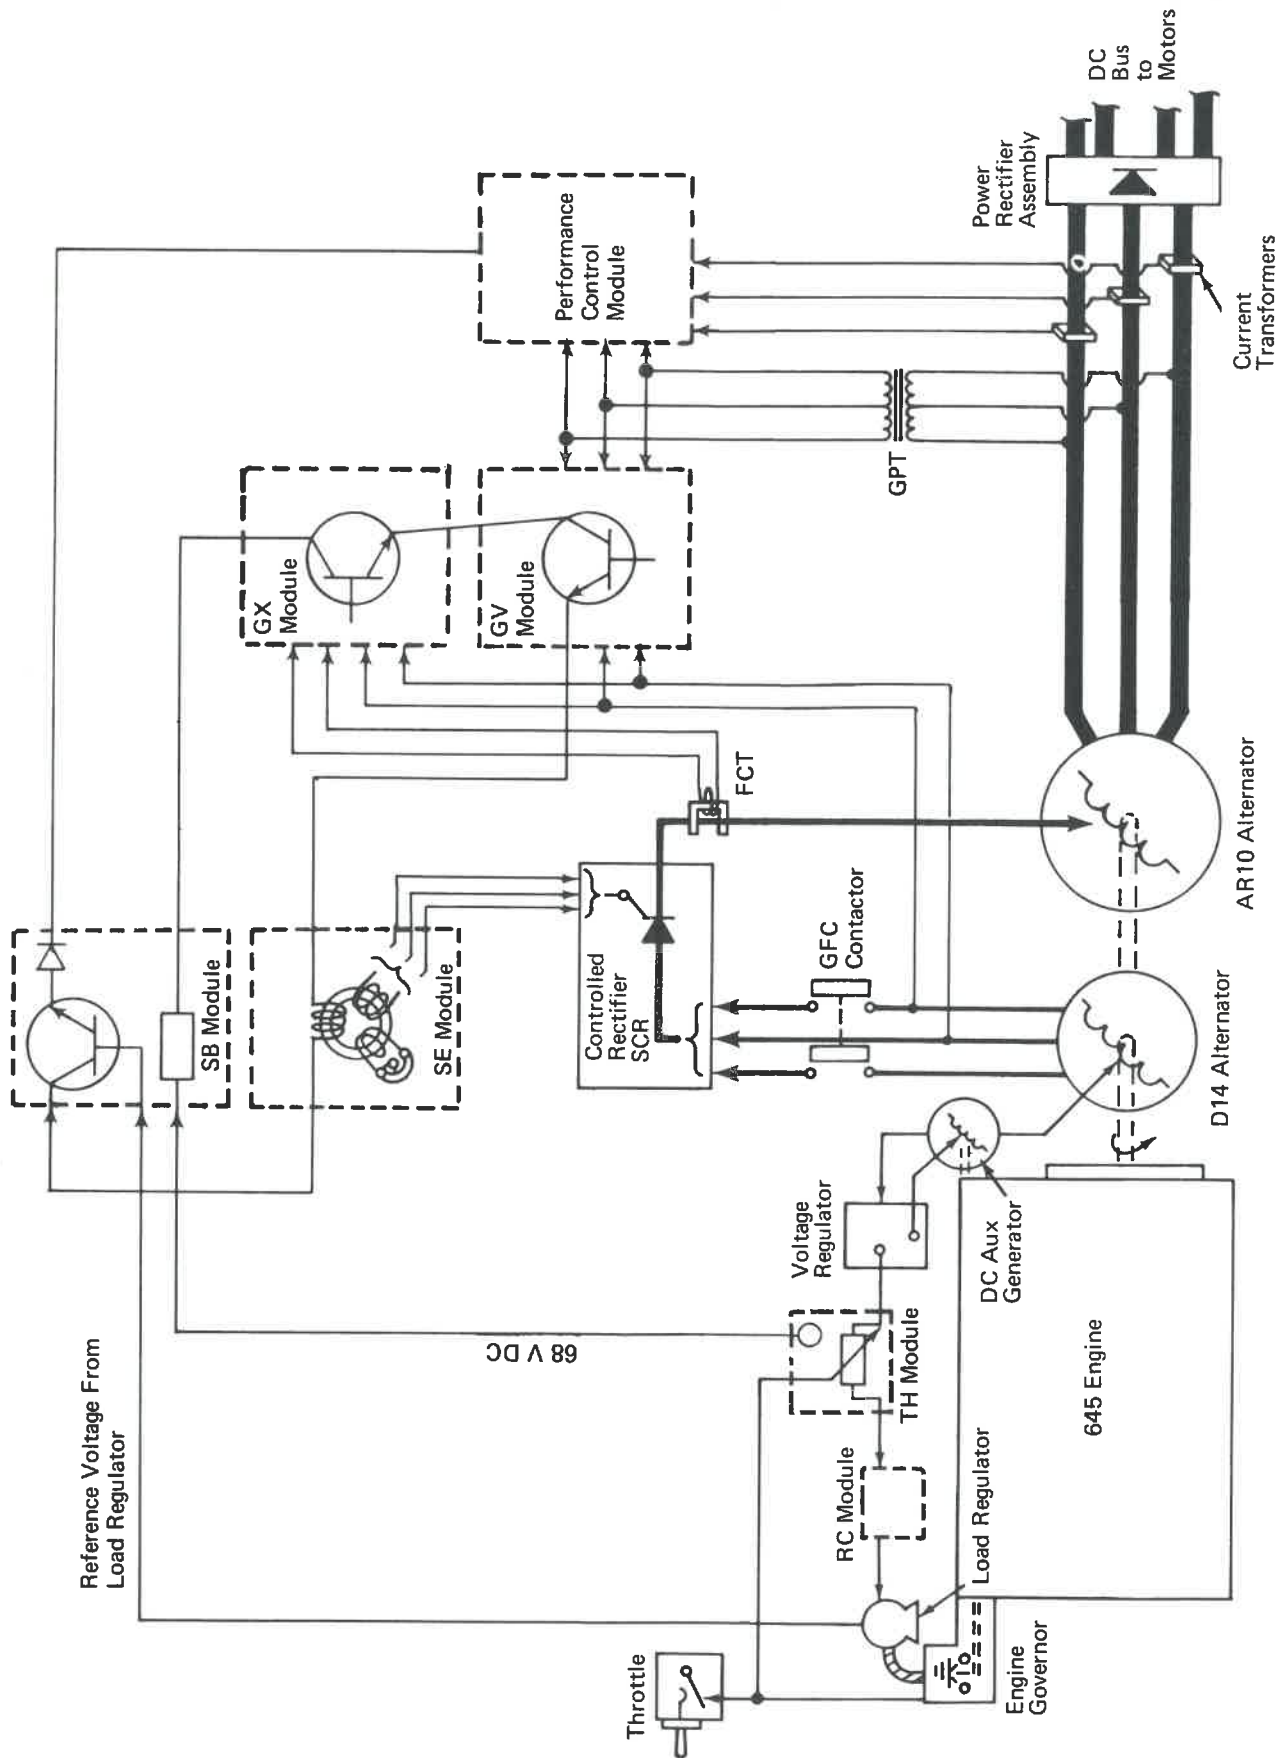 Reference Voltage From
Load Regulator
SB Module
SE Module
GX
Module
GV
Module
Performance
Control
Module
68 V DC
Throttle
RC Module
TH Module
Voltage
Regulator
Controlled
Rectifier
SCR
GFC
Contactor
FCT
GPT
Power
Rectifier
Assembly
DC
Bus
to
Motors
Engine
Governor
Load Regulator
645 Engine
DC Aux
Generator
D14 Alternator
AR10 Alternator
Current
Transformers